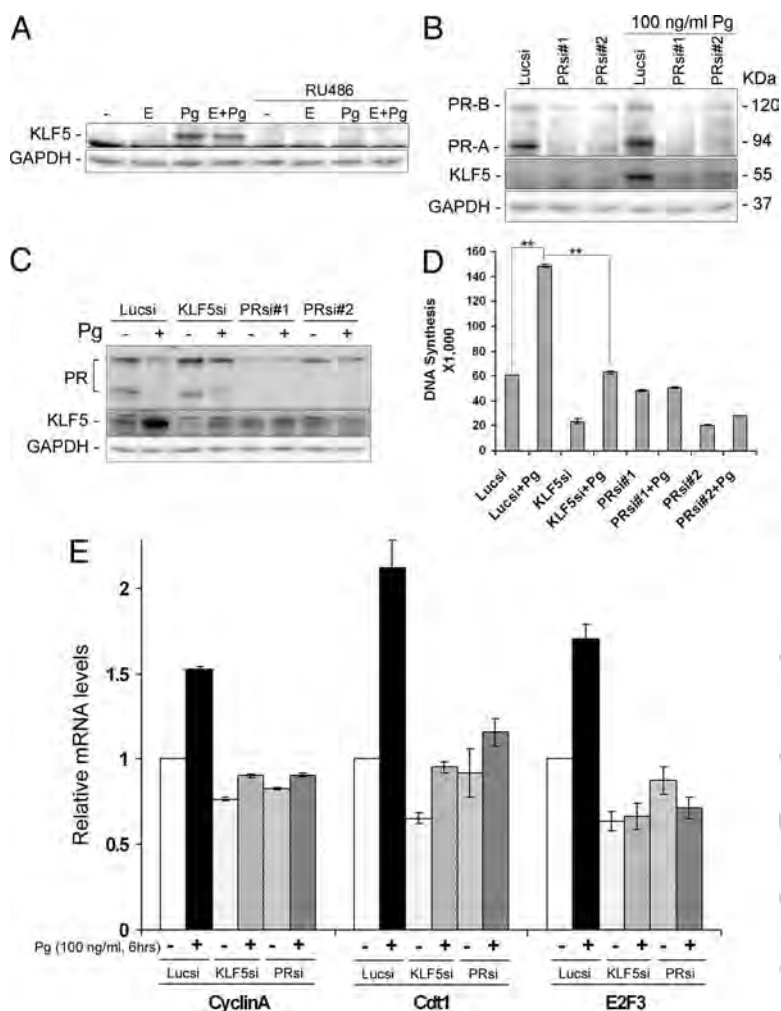 A
RU486
- E Pg E+Pg - E Pg E+Pg
KLF5
GAPDH
B
100 ng/ml Pg
Lucsi PRsi#1 PRsi#2 Lucsi PRsi#1 PRsi#2
KDa
PR-B - - 120
PR-A - - 94
KLF5 - - 55
GAPDH - - 37
C
Lucsi KLF5si PRsi#1 PRsi#2
Pg - + - + - + - +
PR
KLF5 -
GAPDH -
D
** **
160
140
120
100
80
60
40
20
0
DNA Synthesis
X1,000
Lucsi Lucsi+Pg KLF5si KLF5si+Pg PRsi#1 PRsi#1+Pg PRsi#2 PRsi#2+Pg
E
2
1.5
1
0.5
0
Relative mRNA levels
Pg (100 ng/ml, 6hrs) - + - + - + - + - + - + - + - + - +
Lucsi KLF5si PRsi Lucsi KLF5si PRsi Lucsi KLF5si PRsi
CyclinA Cdt1 E2F3